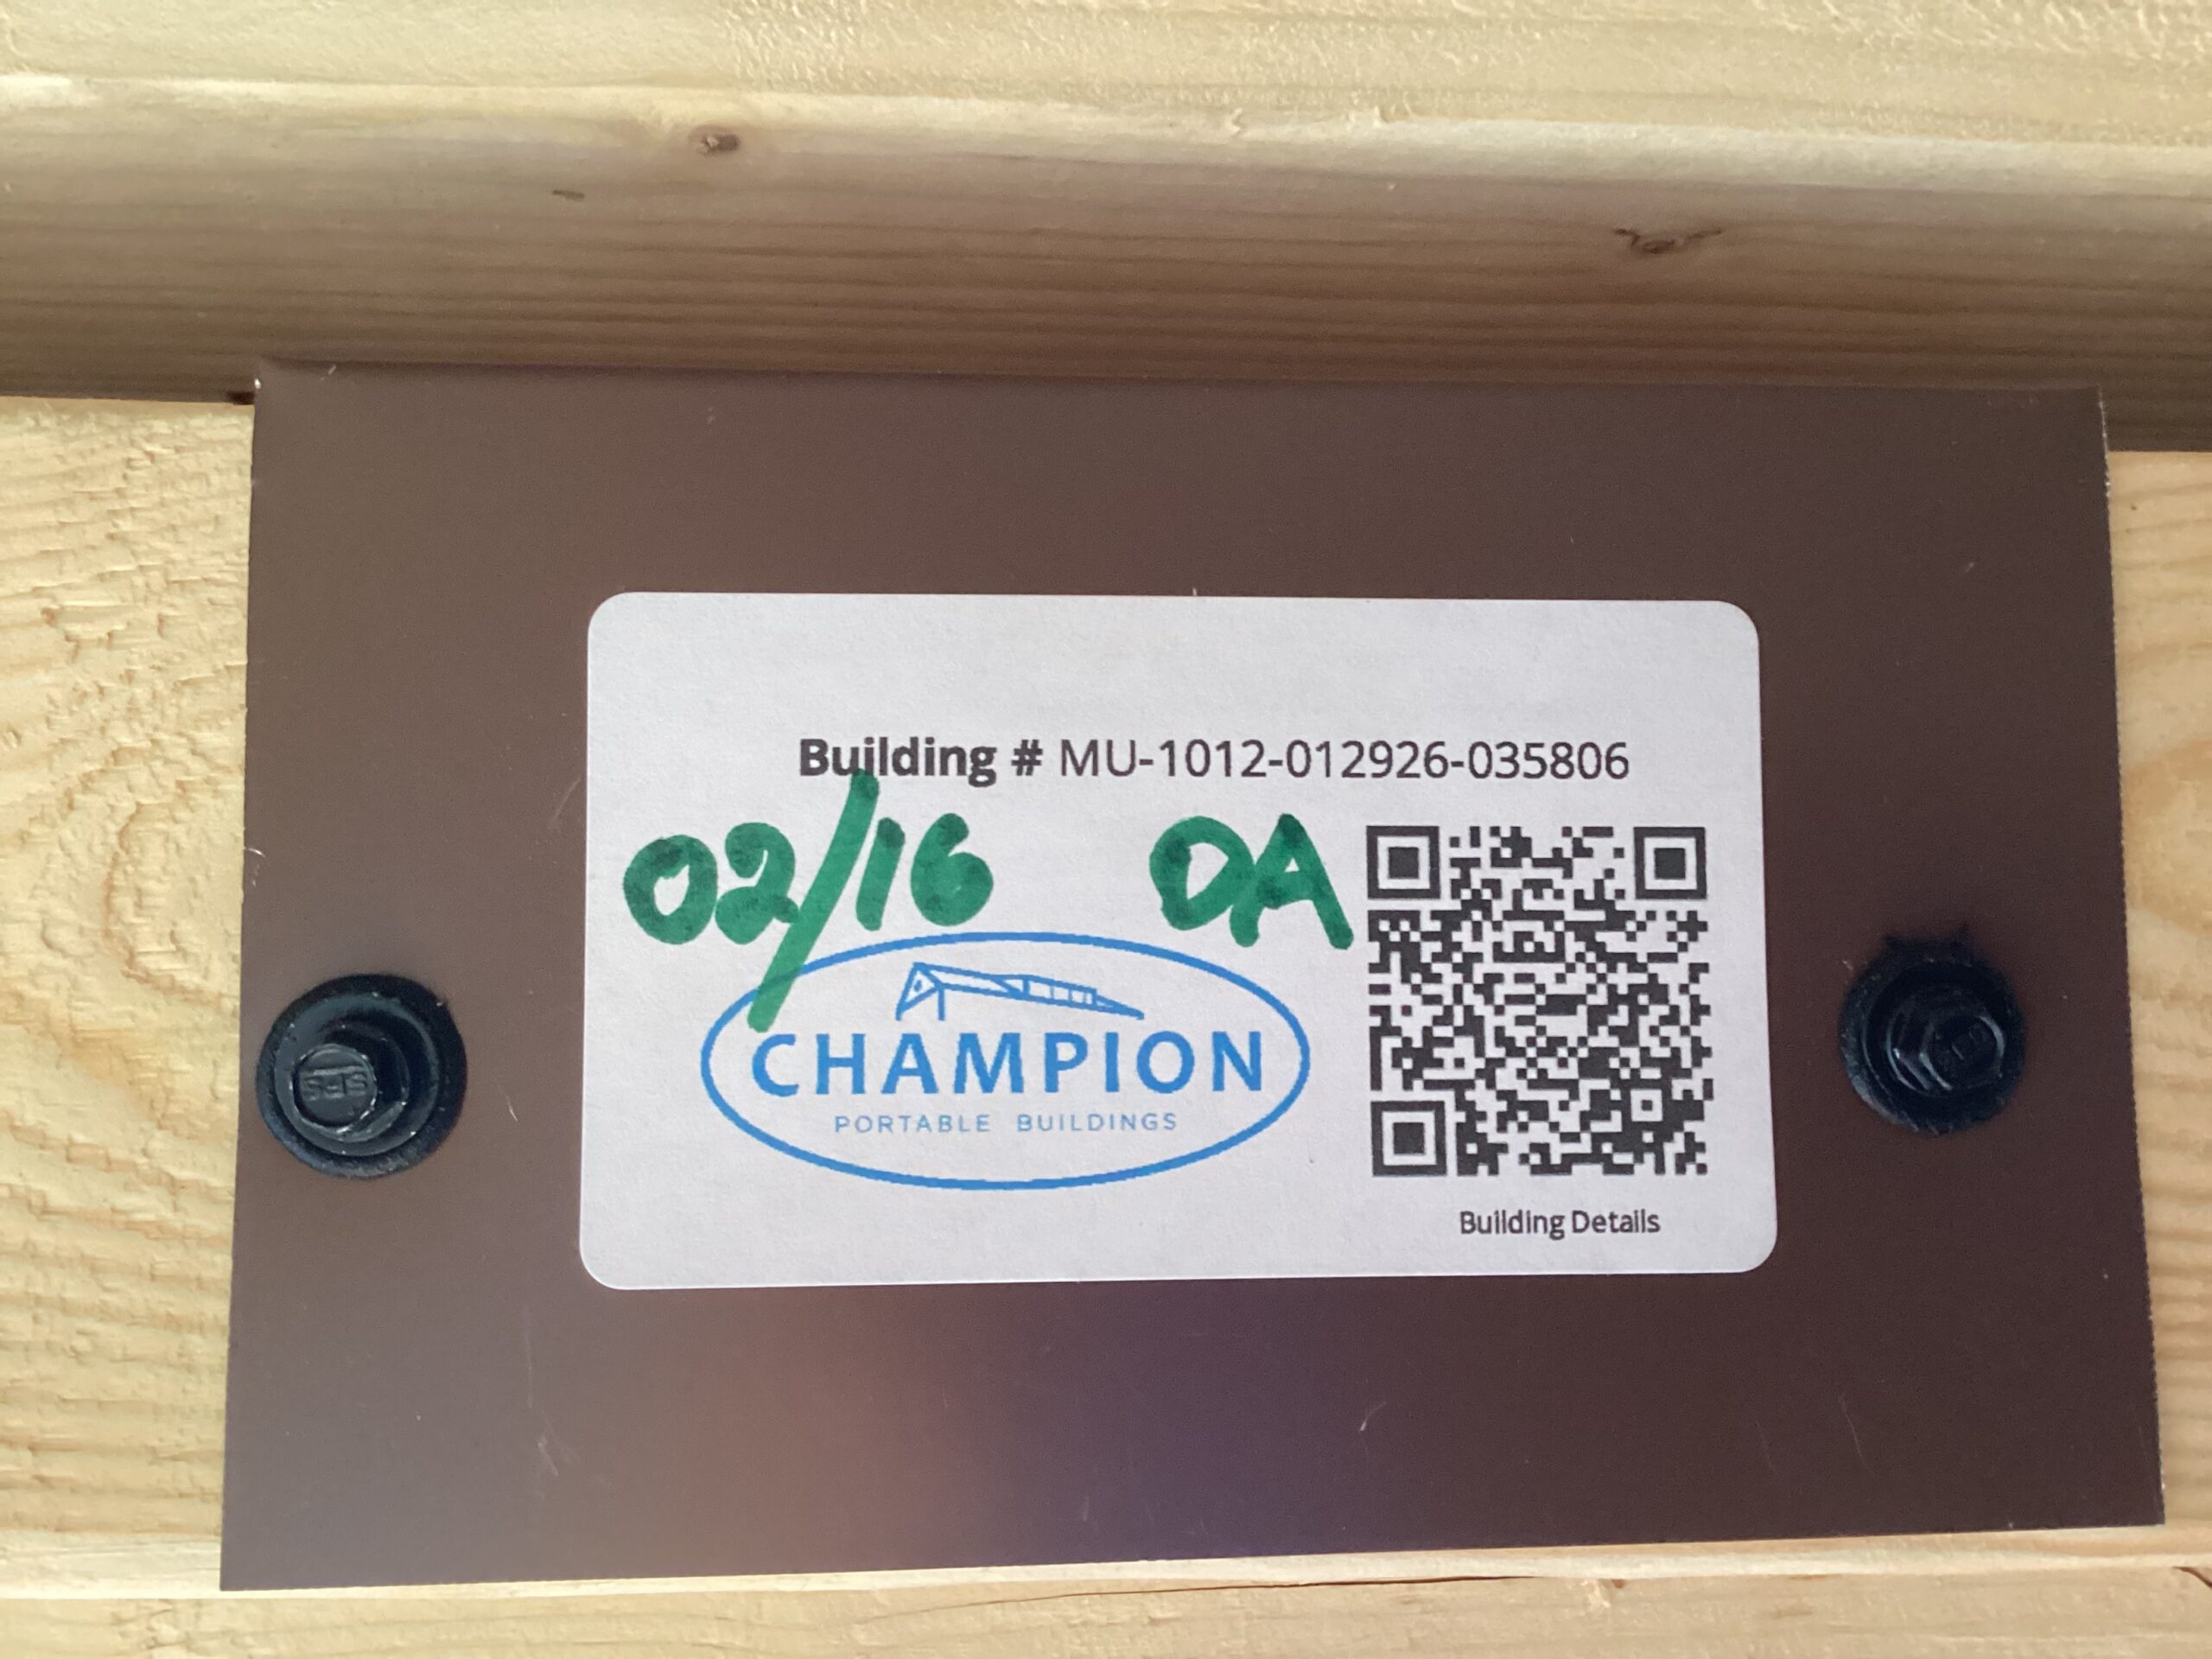 Building # MU-1012-012926-035806
02/16 DA
CHAMPION
PORTABLE BUILDINGS
Building Details